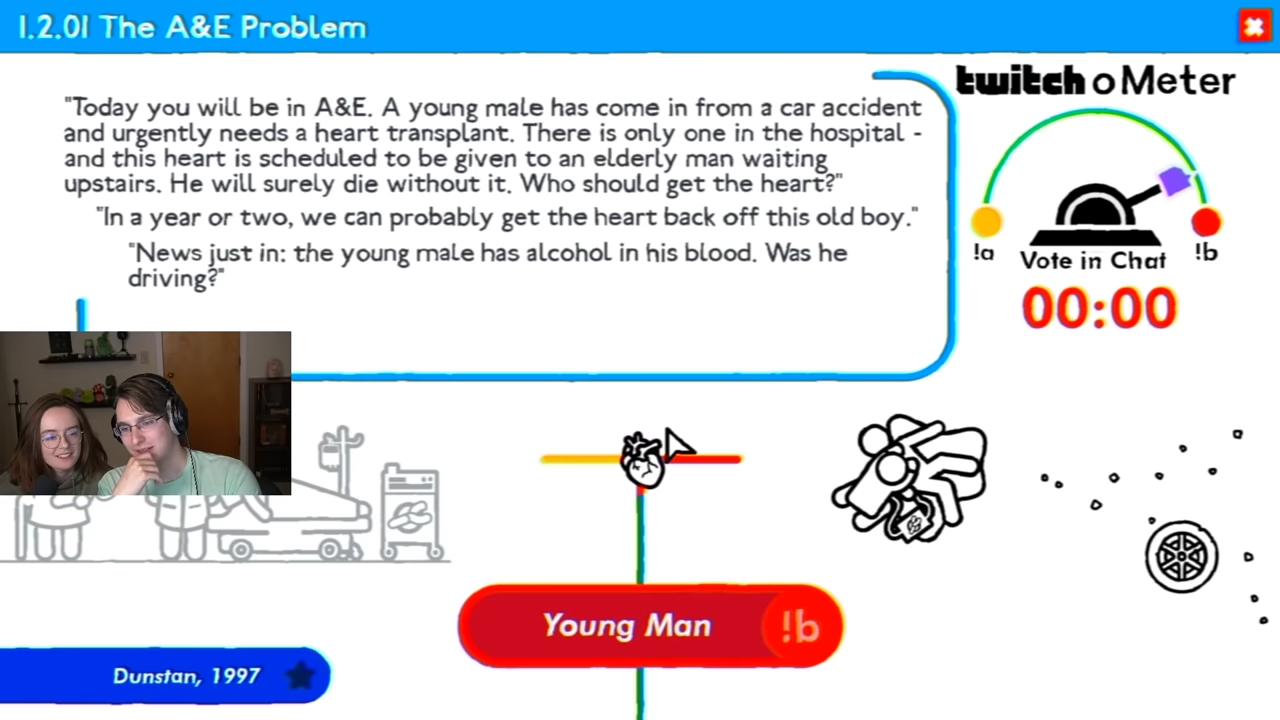 1.2.01 The A&E Problem
"Today you will be in A&E. A young male has come in from a car accident
and urgently needs a heart transplant. There is only one in the hospital -
and this heart is scheduled to be given to an elderly man waiting
upstairs. He will surely die without it. Who should get the heart?"
"In a year or two, we can probably get the heart back off this old boy."
"News just in: the young male has alcohol in his blood. Was he
driving?"
twitch o Meter
!a
Vote in Chat
!b
00:00
Young Man
!b
Dunstan, 1997